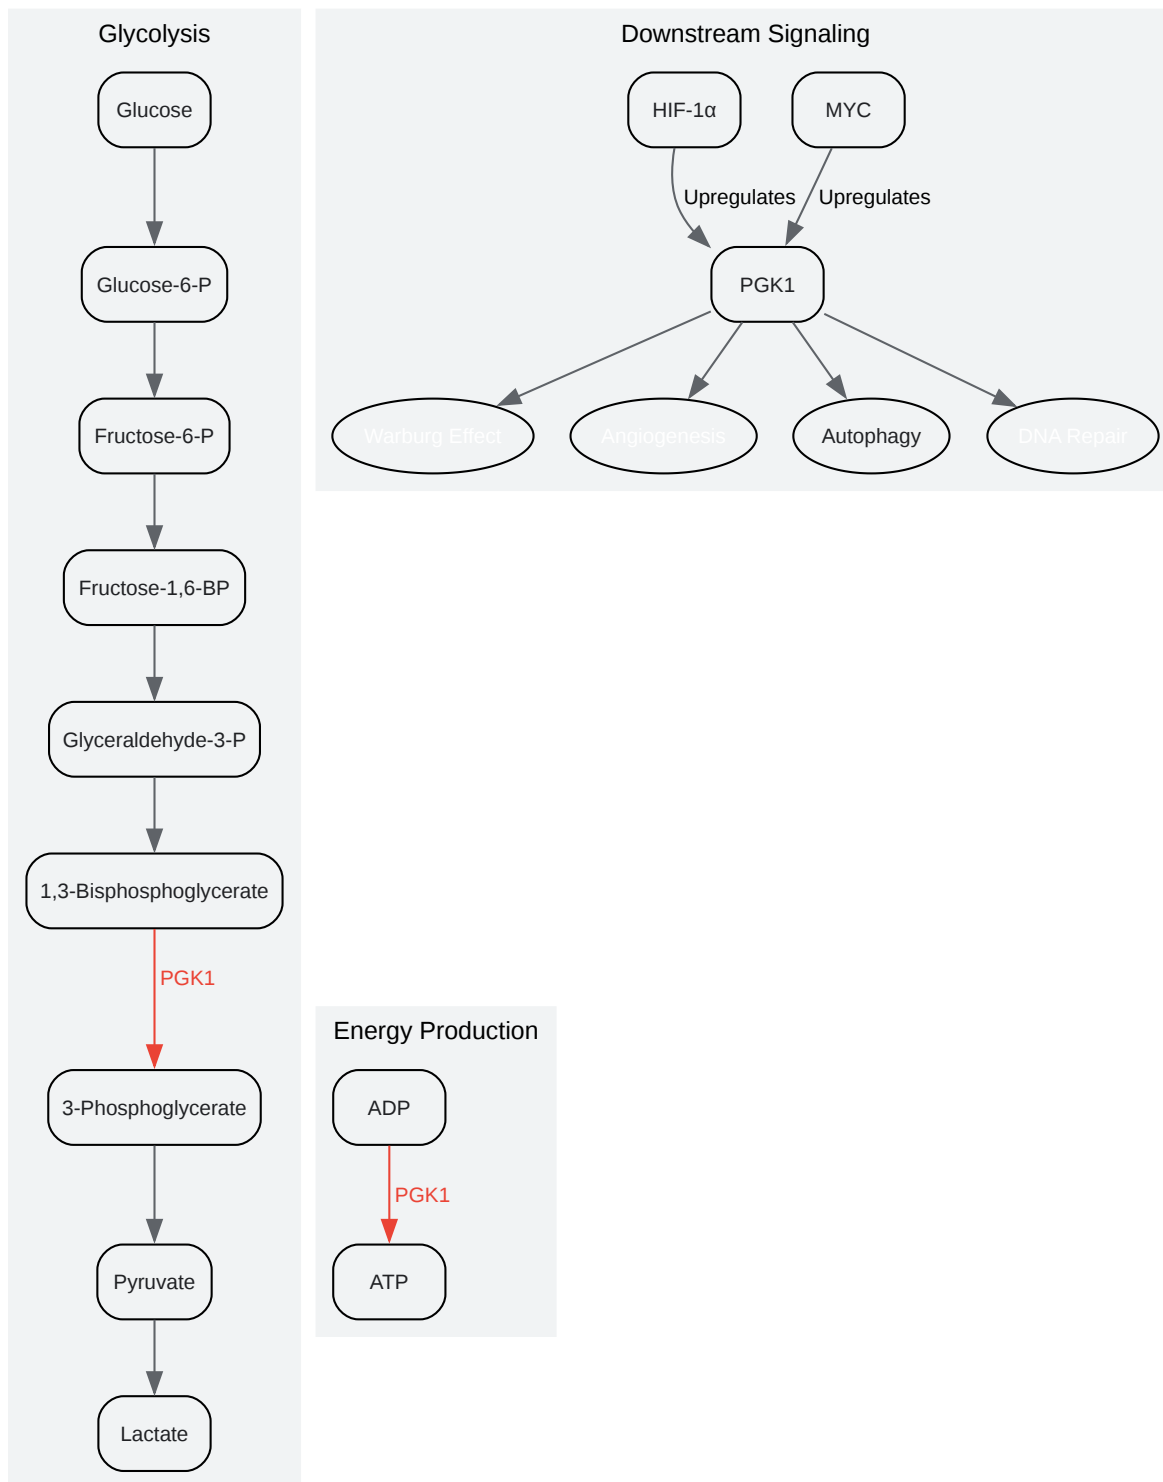 Glycolysis
Glucose
Glucose-6-P
Fructose-6-P
Fructose-1,6-BP
Glyceraldehyde-3-P
1,3-Bisphosphoglycerate
PGK1
3-Phosphoglycerate
Pyruvate
Lactate
Downstream Signaling
HIF-1α
MYC
Upregulates
Upregulates
PGK1
Warburg Effect
Angiogenesis
Autophagy
DNA Repair
Energy Production
ADP
PGK1
ATP